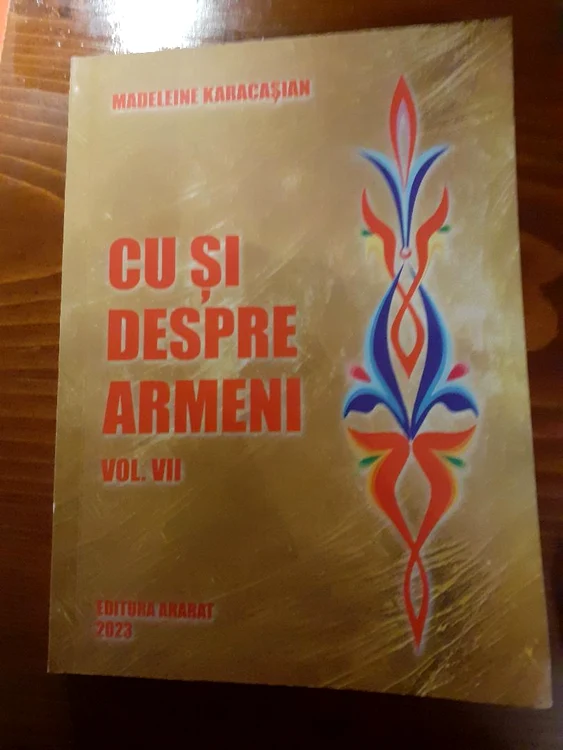 MADELEINE KARACAȘIAN
CU ȘI
DESPRE
ARMENI
VOL. VII
EDITURA ARARAT
2023